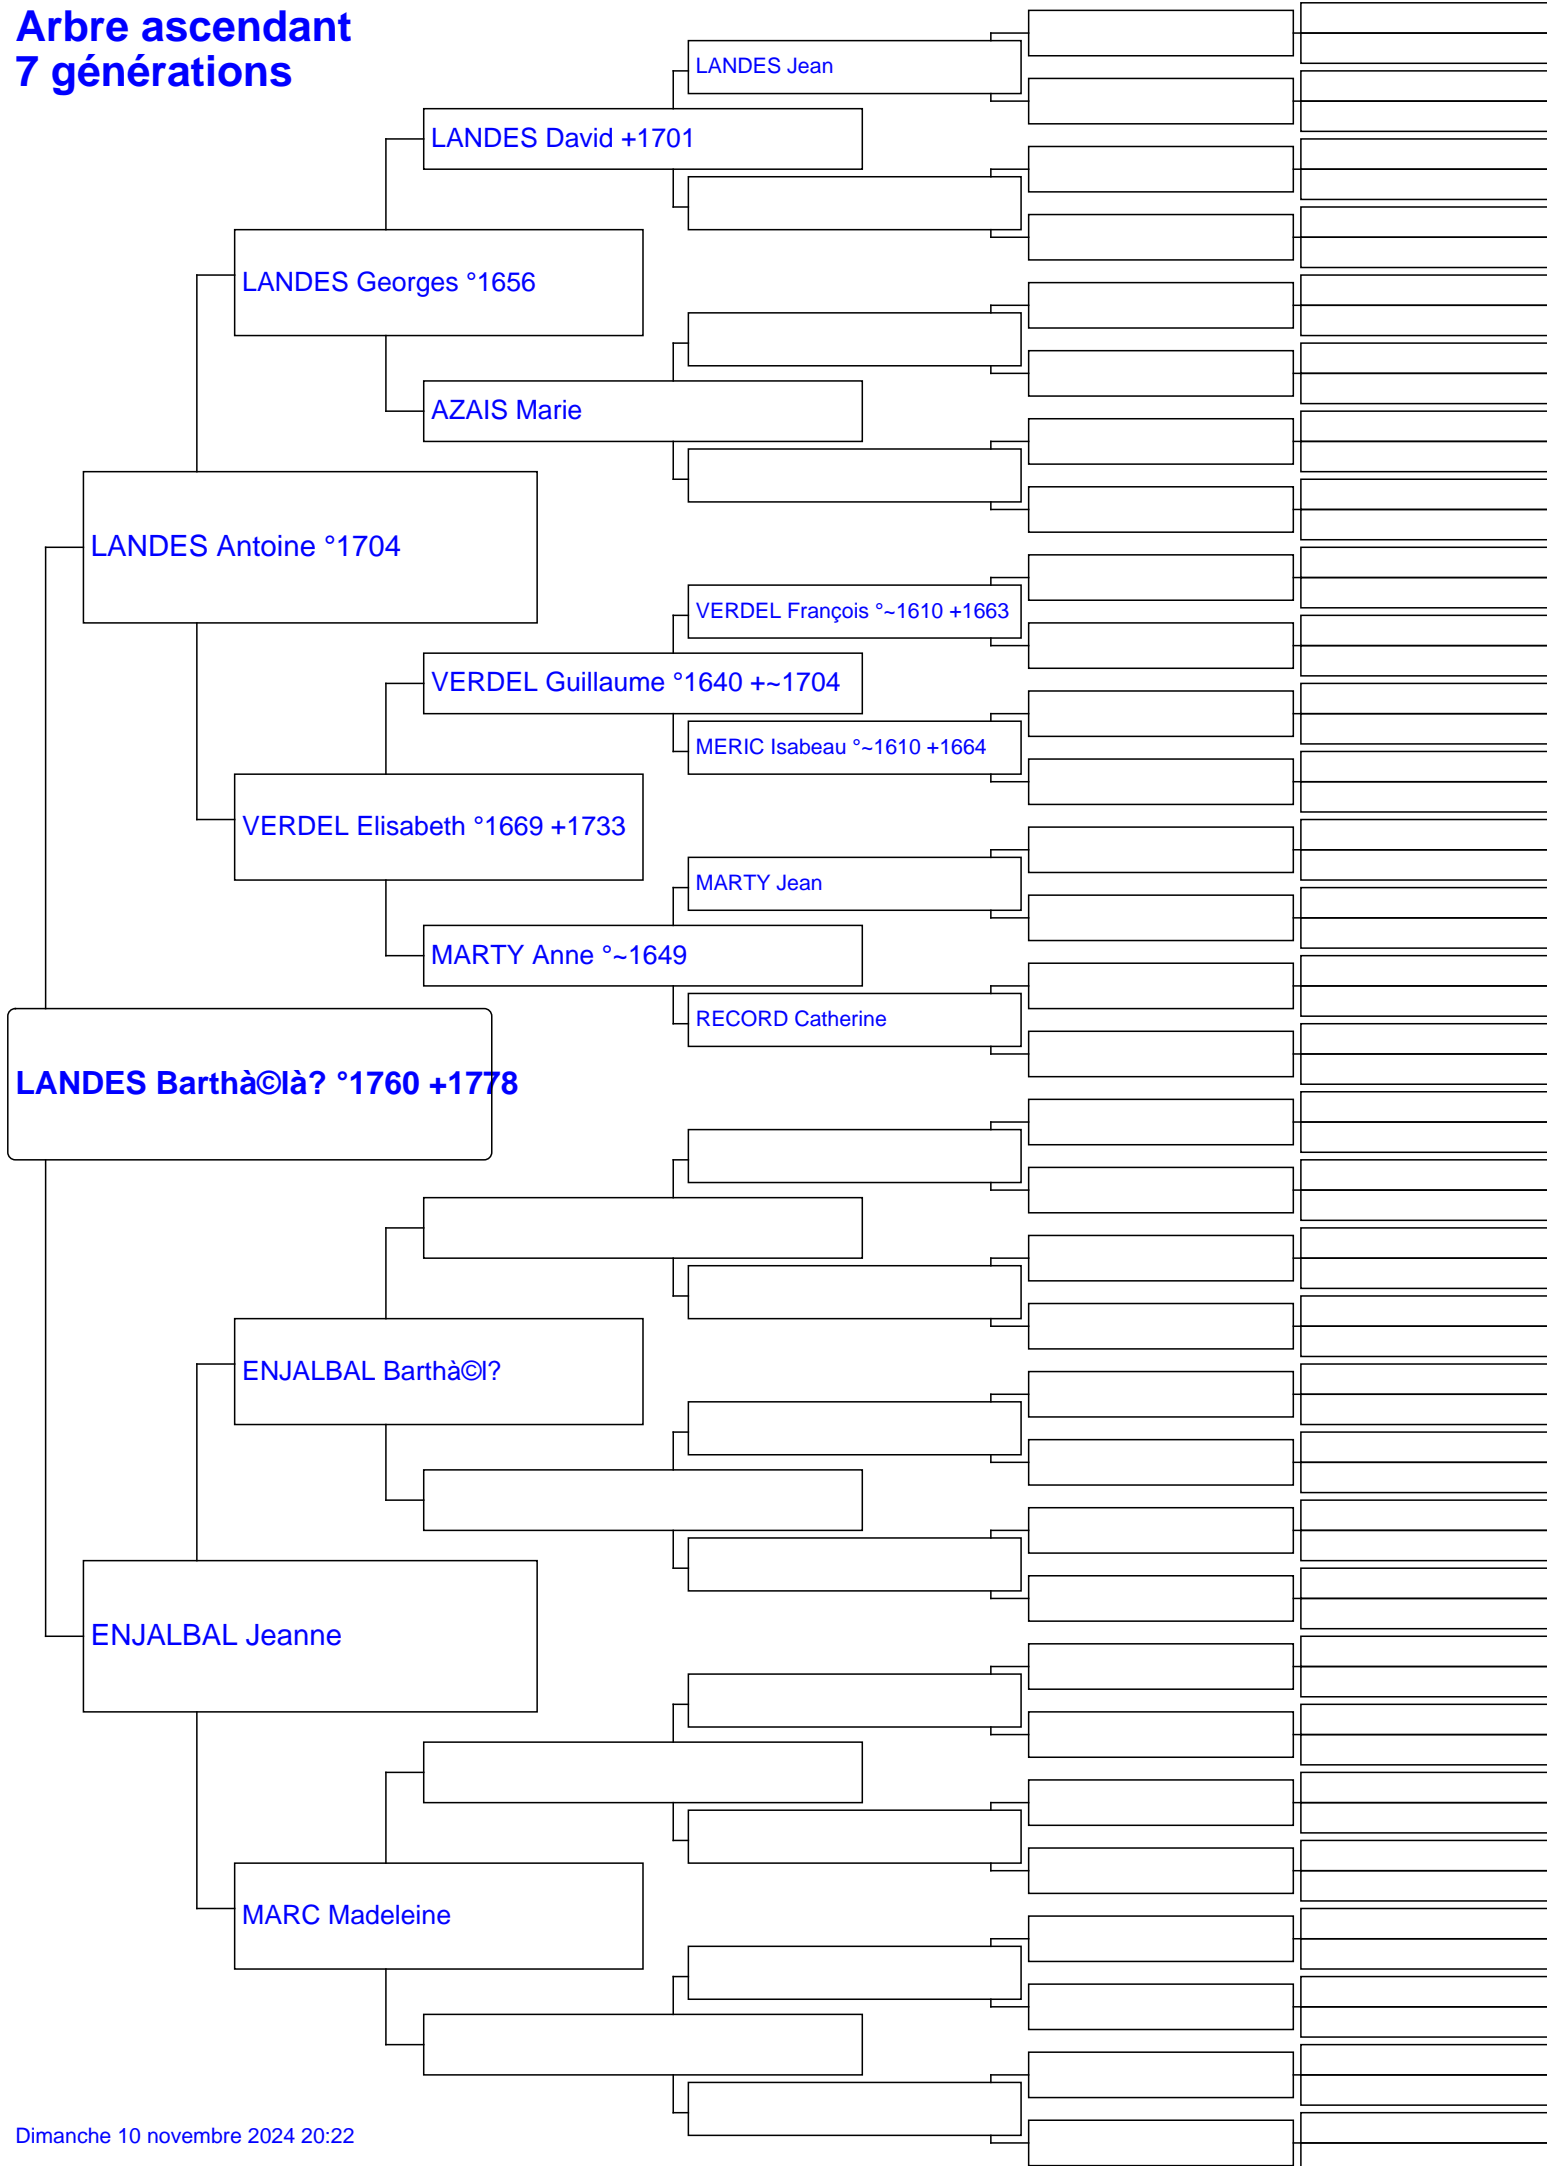 Arbre ascendant
7 générations
LANDES Jean
LANDES David +1701
LANDES Georges °1656
AZAIS Marie
LANDES Antoine °1704
VERDEL François °~1610 +1663
VERDEL Guillaume °1640 +~1704
MERIC Isabeau °~1610 +1664
VERDEL Elisabeth °1669 +1733
MARTY Jean
MARTY Anne °~1649
RECORD Catherine
LANDES Barthà©là? °1760 +1778
ENJALBAL Barthà©l?
ENJALBAL Jeanne
MARC Madeleine
Dimanche 10 novembre 2024 20:22